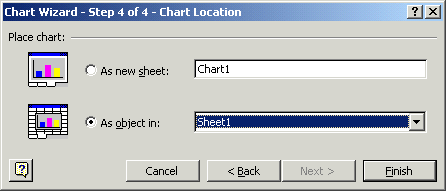 Chart Wizard - Step 4 of 4 - Chart Location
Place chart:
As new sheet: Chart1
As object in: Sheet1
Cancel < Back Next > Finish